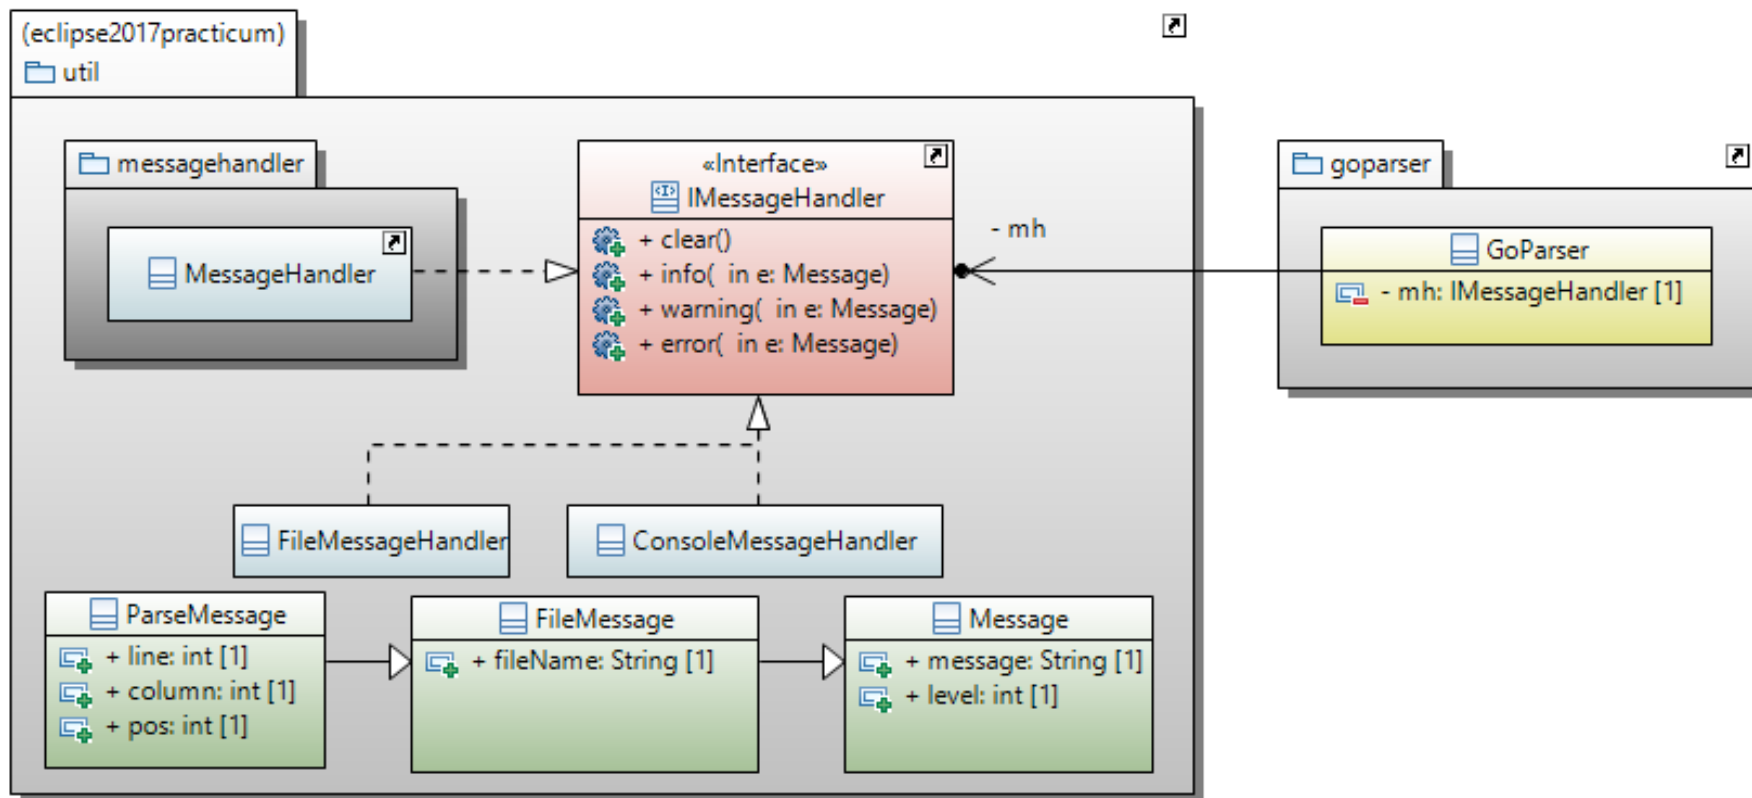 (eclipse2017practicum)
util
messagehandler
MessageHandler
«Interface»
IMessageHandler
+ clear()
+ info(  in e: Message)
+ warning(  in e: Message)
+ error(  in e: Message)
- mh
goparser
GoParser
- mh: IMessageHandler [1]
FileMessageHandler
ConsoleMessageHandler
ParseMessage
+ line: int [1]
+ column: int [1]
+ pos: int [1]
FileMessage
+ fileName: String [1]
Message
+ message: String [1]
+ level: int [1]